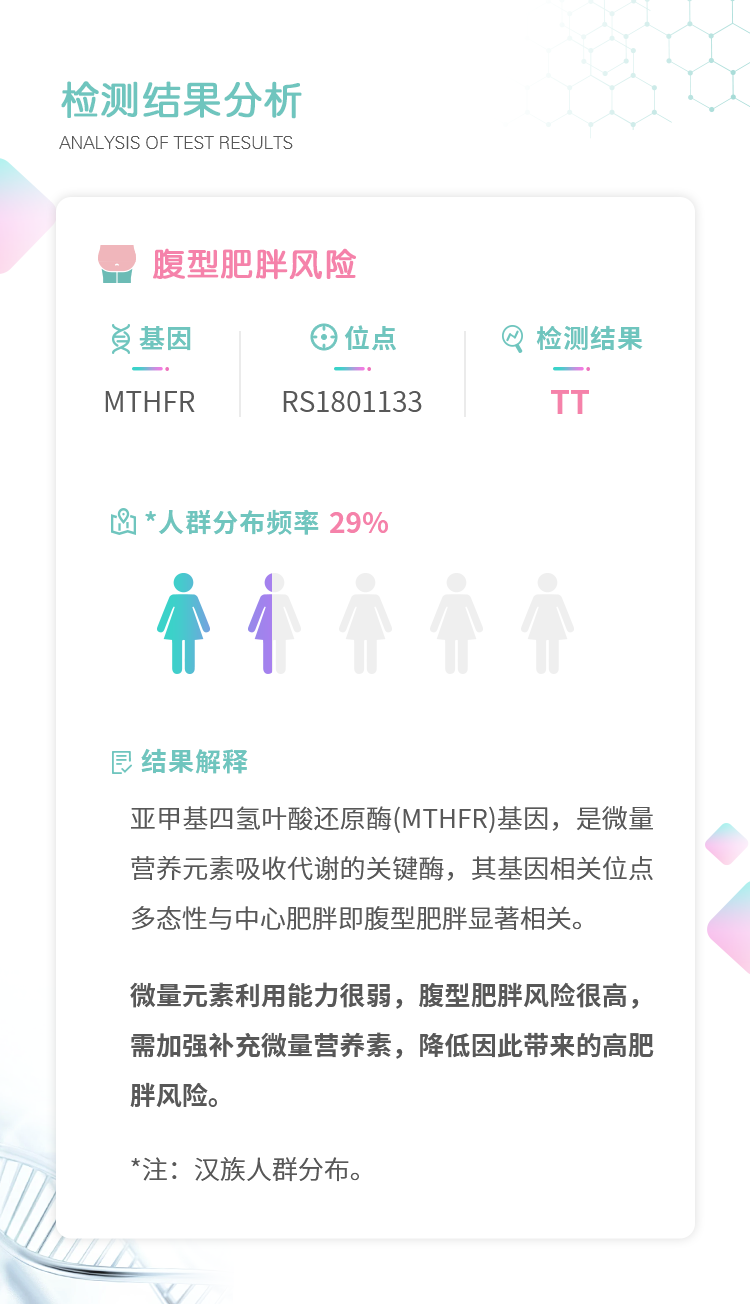 检测结果分析
ANALYSIS OF TEST RESULTS
腹型肥胖风险
基因
位点
检测结果
MTHFR
RS1801133
TT
*人群分布频率 29%
结果解释
亚甲基四氢叶酸还原酶(MTHFR)基因，是微量
营养元素吸收代谢的关键酶，其基因相关位点
多态性与中心肥胖即腹型肥胖显著相关。
微量元素利用能力很弱，腹型肥胖风险很高，
需加强补充微量营养素，降低因此带来的高肥
胖风险。
*注：汉族人群分布。